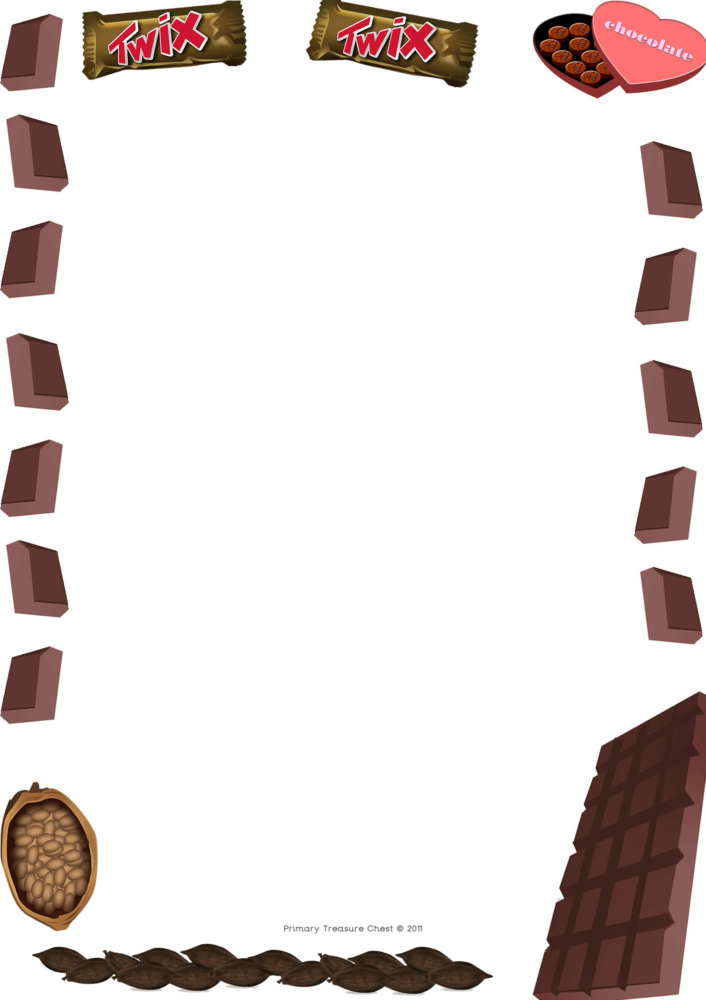 Twix
Twix
chocolate
Primary Treasure Chest © 2011